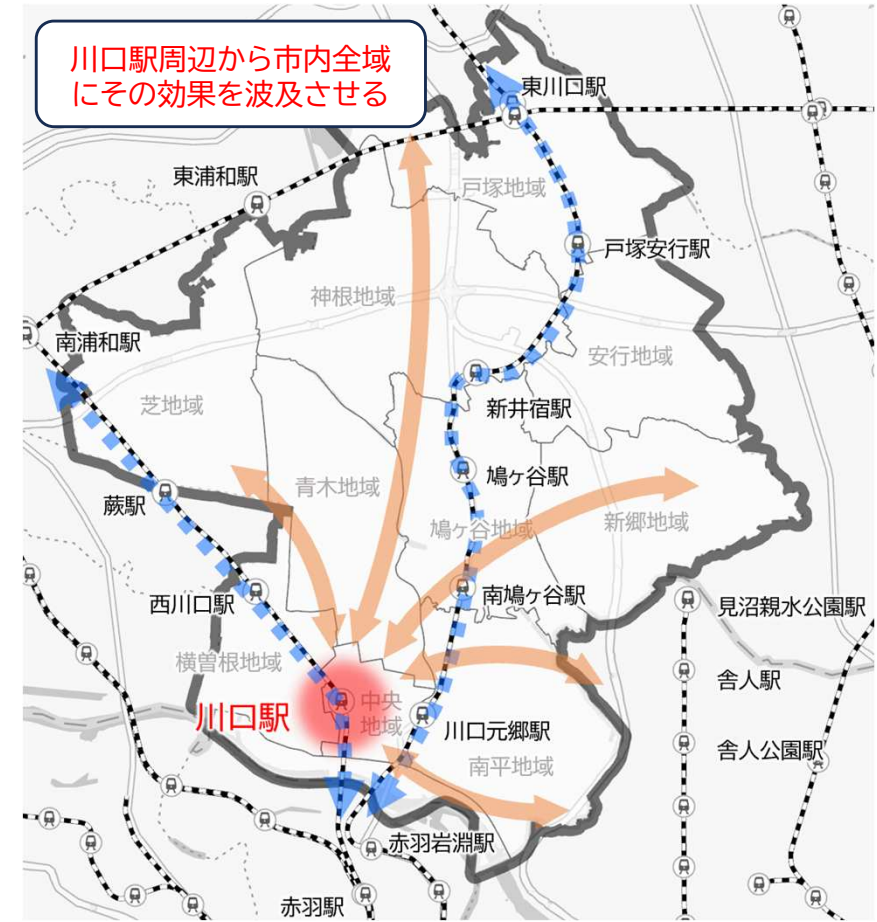 川口駅周辺から市内全域
にその効果を波及させる
東川口駅
東浦和駅
戸塚地域
戸塚安行駅
神根地域
南浦和駅
安行地域
芝地域
新井宿駅
鳩ヶ谷駅
青木地域
蕨駅
鳩ヶ谷地域
新郷地域
南鳩ヶ谷駅
西川口駅
見沼親水公園駅
横曽根地域
舎人駅
川口駅
中央
地域
川口元郷駅
舎人公園駅
南平地域
赤羽岩淵駅
赤羽駅